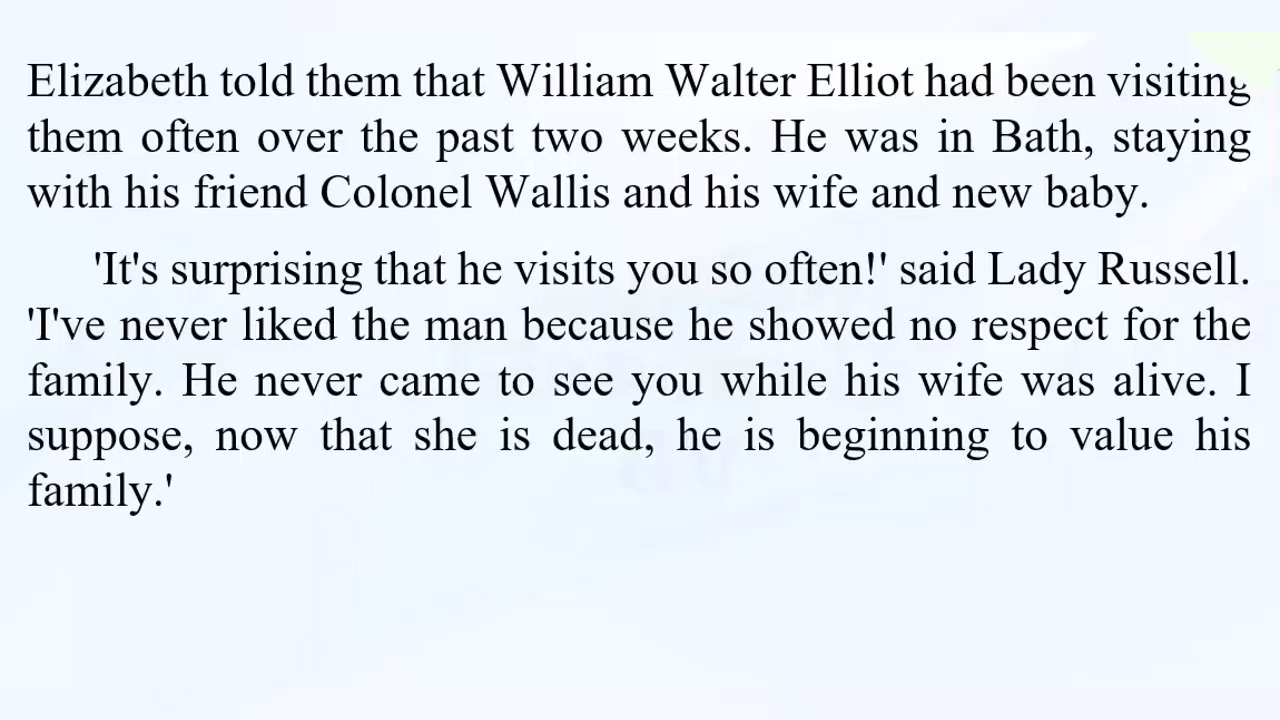 Elizabeth told them that William Walter Elliot had been visiting
them often over the past two weeks. He was in Bath, staying
with his friend Colonel Wallis and his wife and new baby.
'It's surprising that he visits you so often!' said Lady Russell.
'I've never liked the man because he showed no respect for the
family. He never came to see you while his wife was alive. I
suppose, now that she is dead, he is beginning to value his
family.'